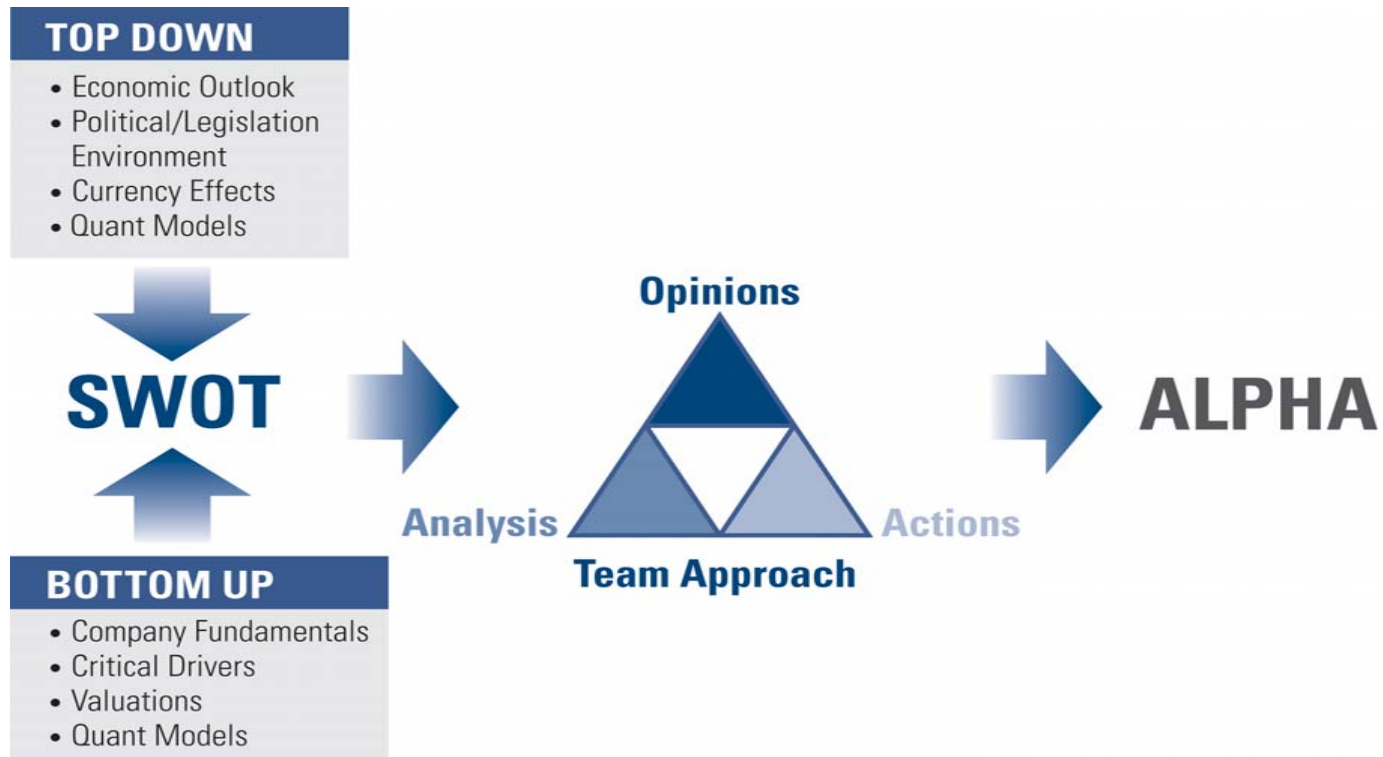 TOP DOWN
• Economic Outlook
• Political/Legislation
Environment
• Currency Effects
• Quant Models
SWOT
BOTTOM UP
• Company Fundamentals
• Critical Drivers
• Valuations
• Quant Models
Opinions
Analysis
Actions
Team Approach
ALPHA